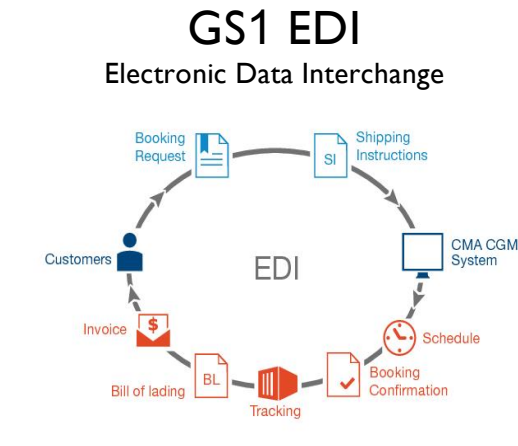 GS1 EDI
Electronic Data Interchange
Booking
Request
SI
Shipping
Instructions
Customers
EDI
CMA CGM
System
Invoice
$
Schedule
Bill of lading
BL
Tracking
Booking
Confirmation